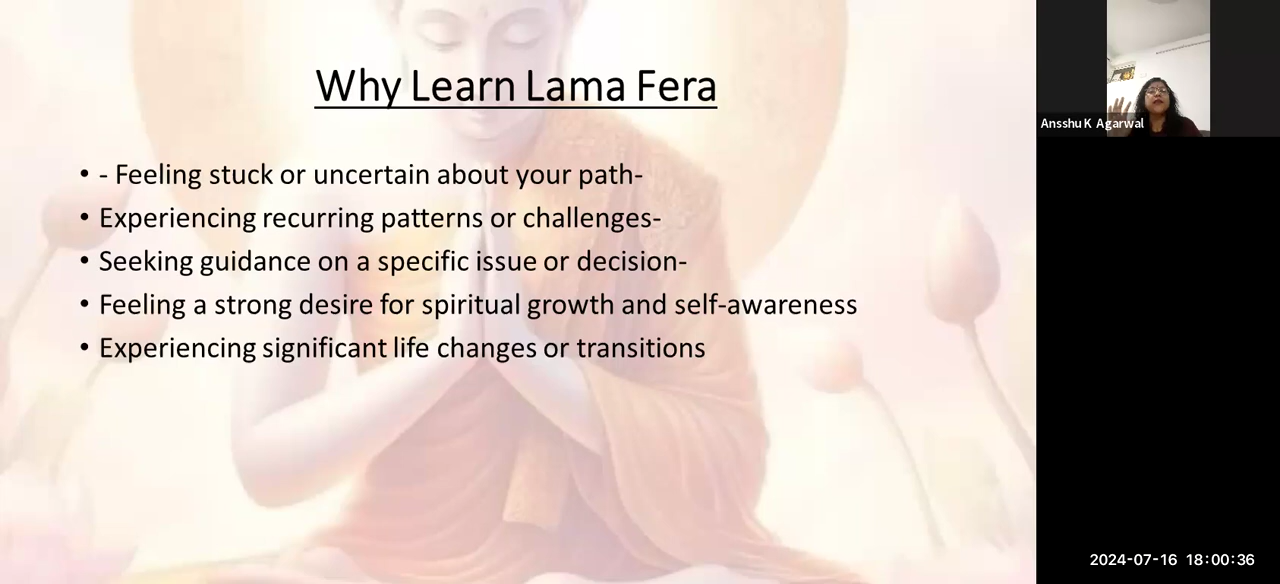 Why Learn Lama Fera
• - Feeling stuck or uncertain about your path-
• Experiencing recurring patterns or challenges-
• Seeking guidance on a specific issue or decision-
• Feeling a strong desire for spiritual growth and self-awareness
• Experiencing significant life changes or transitions
Ansshu K Agarwal
2024-07-16 18:00:36